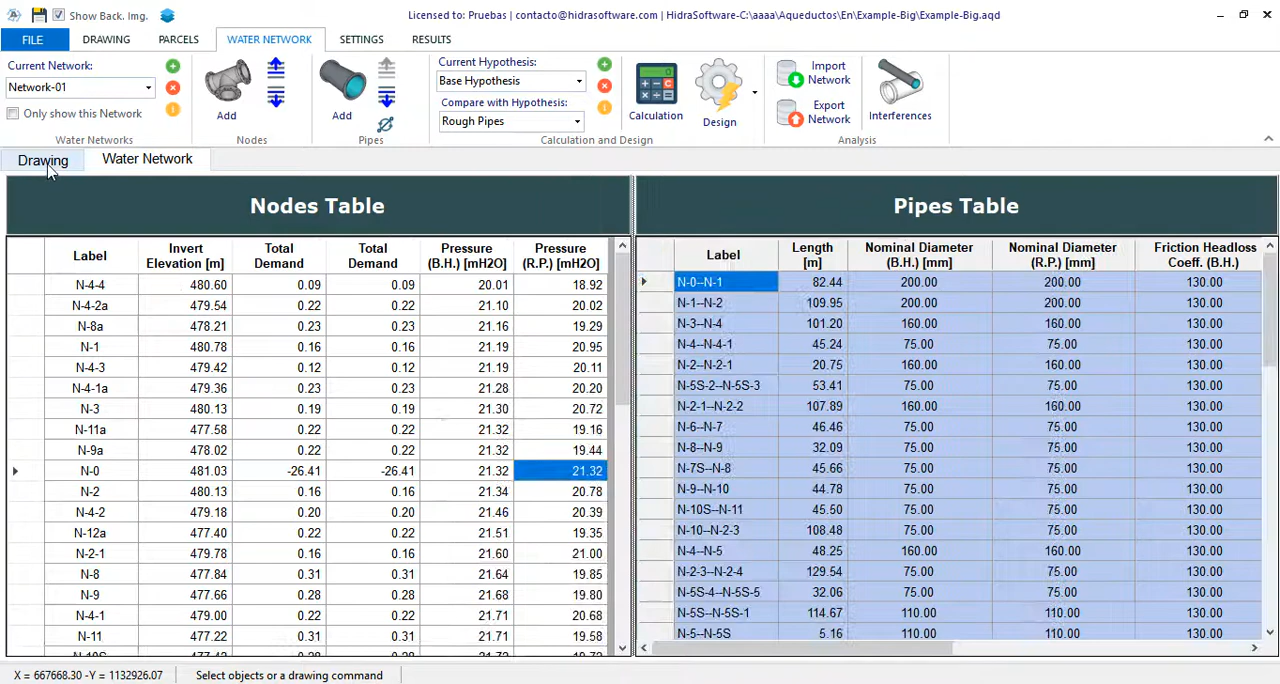 Show Back. Img. Licensed to: Pruebas | contacto@hidrasoftware.com | HidraSoftware-C:\aaaa\Aqueductos\En\Example-Big\Example-Big.aqd
FILE DRAWING PARCELS WATER NETWORK SETTINGS RESULTS
Current Network:
Network-01
Only show this Network
Water Networks
Add
Nodes
Add
Pipes
Current Hypothesis:
Base Hypothesis
Compare with Hypothesis:
Rough Pipes
Calculation
Design
Calculation and Design
Import Network
Export Network
Interferences
Analysis
Drawing Water Network
Nodes Table
Label Invert Elevation [m] Total Demand Total Demand Pressure (B.H.) [mH2O] Pressure (R.P.) [mH2O]
N-4-4 480.60 0.09 0.09 20.01 18.92
N-4-2a 479.54 0.22 0.22 21.10 20.02
N-8a 478.21 0.23 0.23 21.16 19.29
N-1 480.78 0.16 0.16 21.19 20.95
N-4-3 479.42 0.12 0.12 21.19 20.11
N-4-1a 479.36 0.23 0.23 21.28 20.20
N-3 480.13 0.19 0.19 21.30 20.72
N-11a 477.58 0.22 0.22 21.32 19.16
N-9a 478.02 0.22 0.22 21.32 19.44
N-0 481.03 -26.41 -26.41 21.32 21.32
N-2 480.13 0.16 0.16 21.34 20.78
N-4-2 479.18 0.20 0.20 21.46 20.39
N-12a 477.40 0.22 0.22 21.51 19.35
N-2-1 479.78 0.16 0.16 21.60 21.00
N-8 477.84 0.31 0.31 21.64 19.85
N-9 477.66 0.28 0.28 21.68 19.80
N-4-1 479.00 0.22 0.22 21.71 20.68
N-11 477.22 0.31 0.31 21.71 19.58
Pipes Table
Label Length [m] Nominal Diameter (B.H.) [mm] Nominal Diameter (R.P.) [mm] Friction Headloss Coeff. (B.H.)
N-0--N-1 82.44 200.00 200.00 130.00
N-1--N-2 109.95 200.00 200.00 130.00
N-3--N-4 101.20 160.00 160.00 130.00
N-4--N-4-1 45.24 75.00 75.00 130.00
N-2--N-2-1 20.75 160.00 160.00 130.00
N-5S-2--N-5S-3 53.41 75.00 75.00 130.00
N-2-1--N-2-2 107.89 160.00 160.00 130.00
N-6--N-7 46.46 75.00 75.00 130.00
N-8--N-9 32.09 75.00 75.00 130.00
N-7S--N-8 45.66 75.00 75.00 130.00
N-9--N-10 44.78 75.00 75.00 130.00
N-10S--N-11 45.50 75.00 75.00 130.00
N-10--N-2-3 108.48 75.00 75.00 130.00
N-4--N-5 48.25 160.00 160.00 130.00
N-2-3--N-2-4 129.54 75.00 75.00 130.00
N-5S-4--N-5S-5 32.06 75.00 75.00 130.00
N-5S--N-5S-1 114.67 110.00 110.00 130.00
N-5--N-5S 5.16 110.00 110.00 130.00
X = 667668.30 -Y = 1132926.07 Select objects or a drawing command